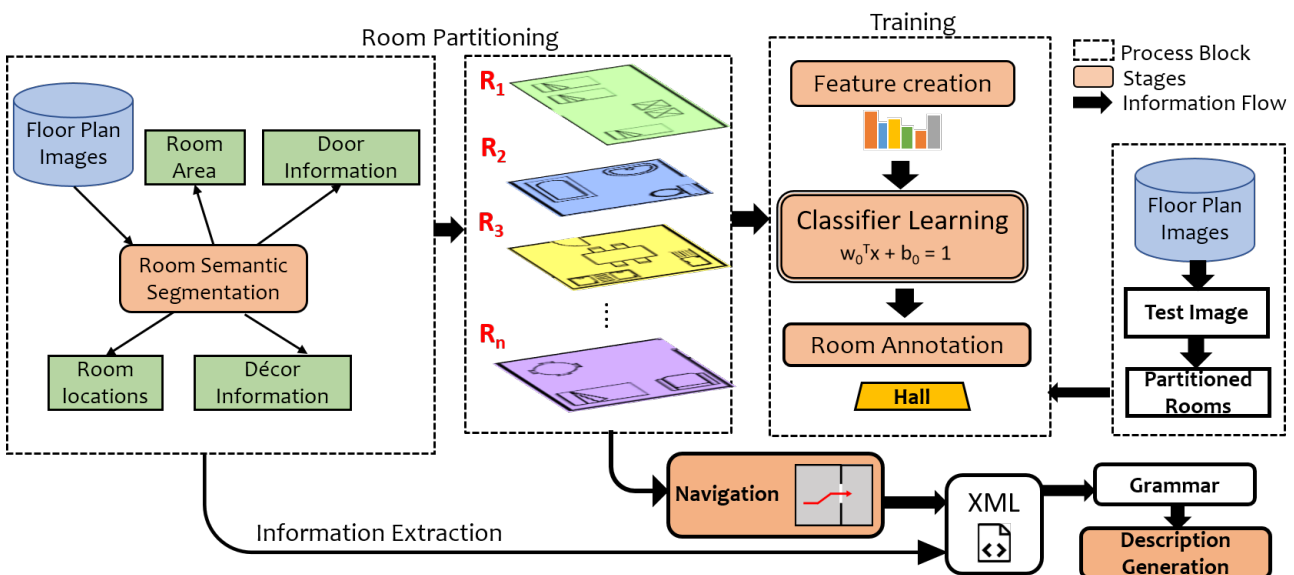 Room Partitioning
Training
Process Block
Stages
Information Flow
Floor Plan
Images
Room
Area
Door
Information
Room Semantic
Segmentation
Room
locations
Décor
Information
R1
R2
R3
Rn
Feature creation
Classifier Learning
w₀ᵀx + b₀ = 1
Room Annotation
Hall
Floor Plan
Images
Test Image
Partitioned
Rooms
Navigation
XML
Grammar
Description
Generation
Information Extraction